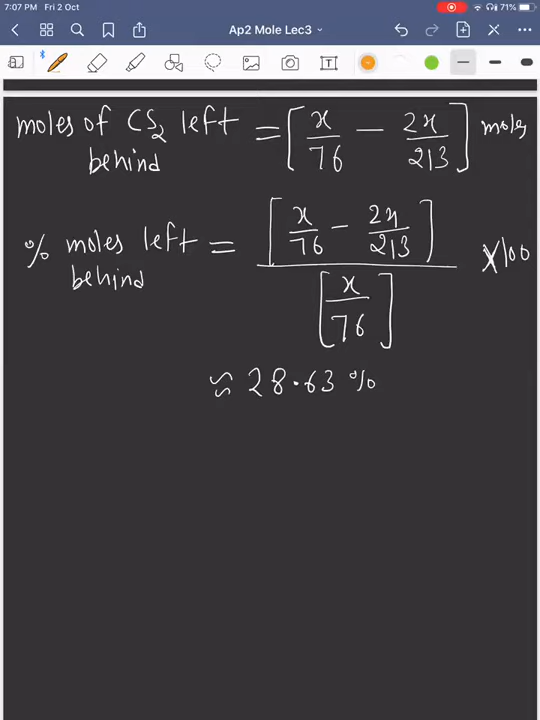 7:07 PM Fri 2 Oct 71%
Ap2 Mole Lec3
moles of CS₂ left behind = [x/76 − 2x/213] moles
% moles left behind = [x/76 − 2x/213] / [x/76] × 100
≈ 28.63 %